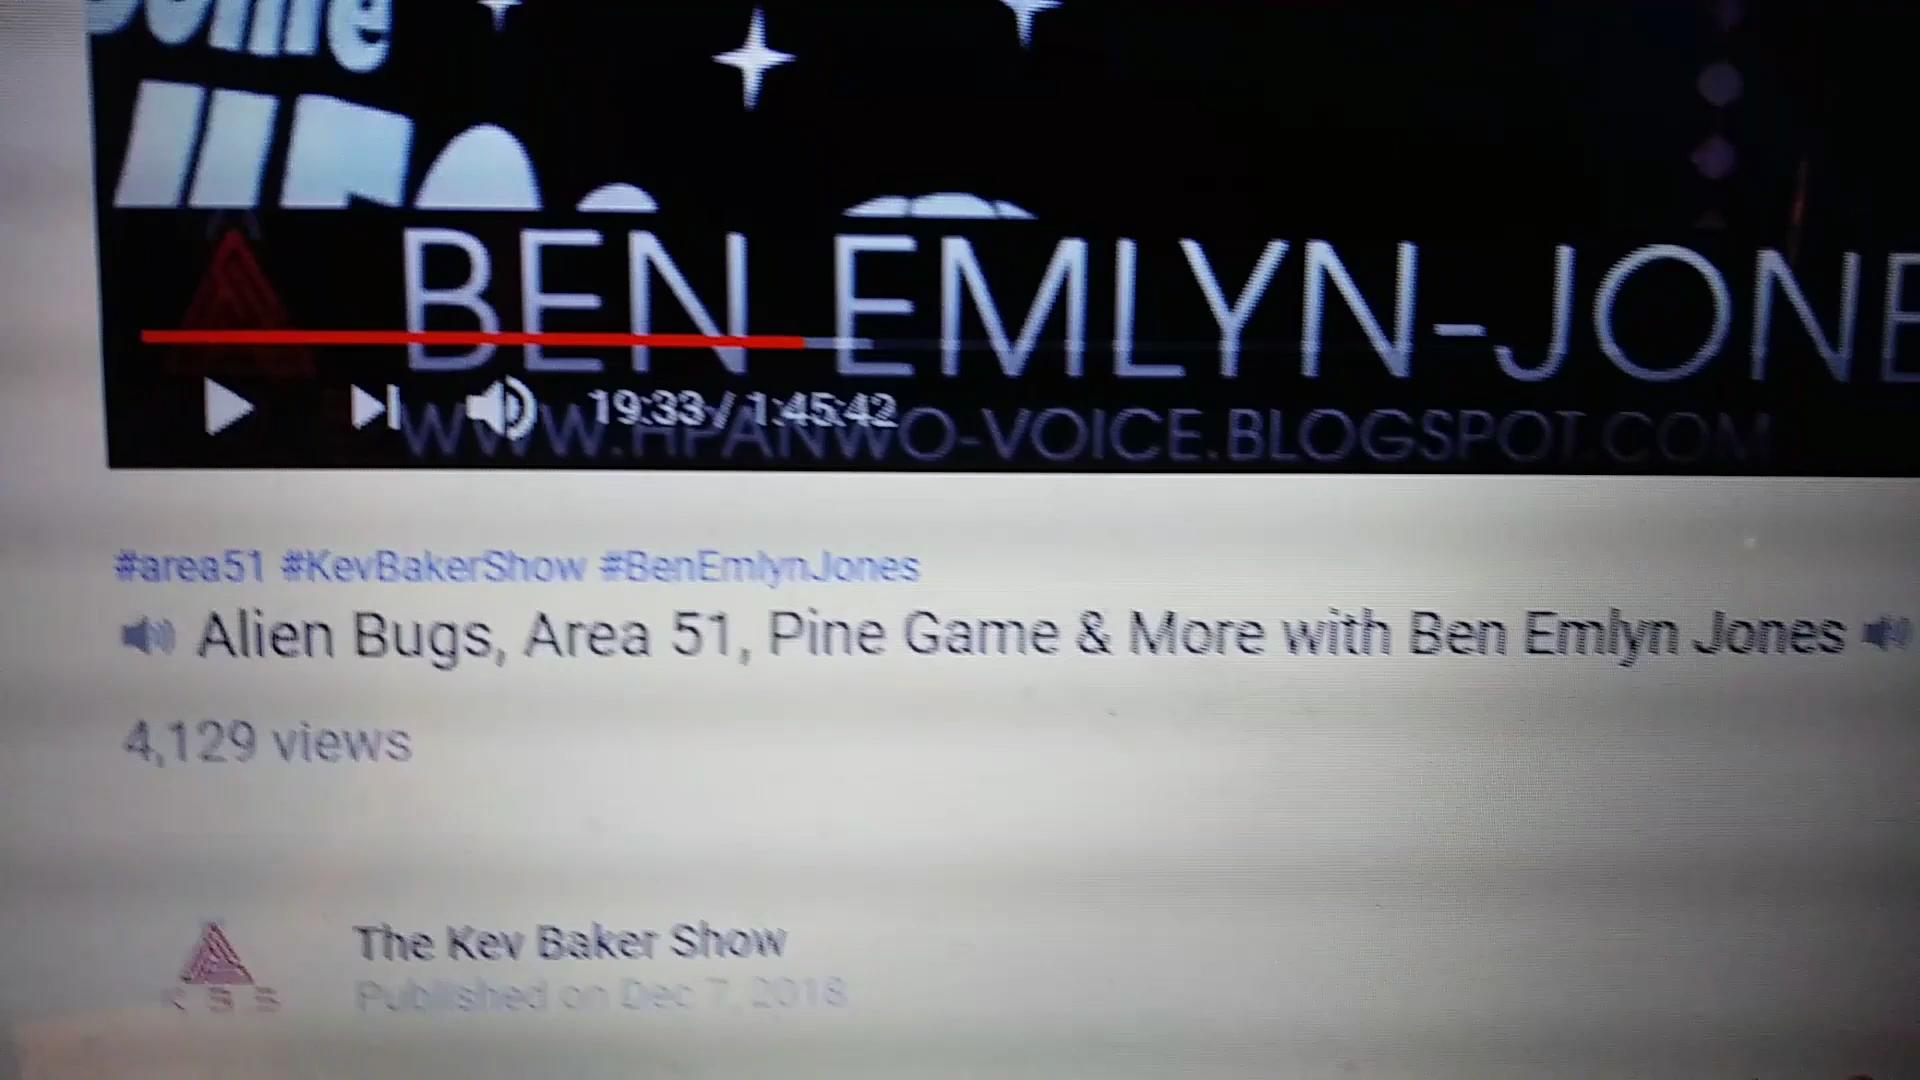 BEN EMLYN-JONE
19:33 / 1:45:42
WWW.HPANWO-VOICE.BLOGSPOT.COM
#area51 #KevBakerShow #BenEmlynJones
Alien Bugs, Area 51, Pine Game & More with Ben Emlyn Jones
4,129 views
The Kev Baker Show
KBS
Published on Dec 7, 2018